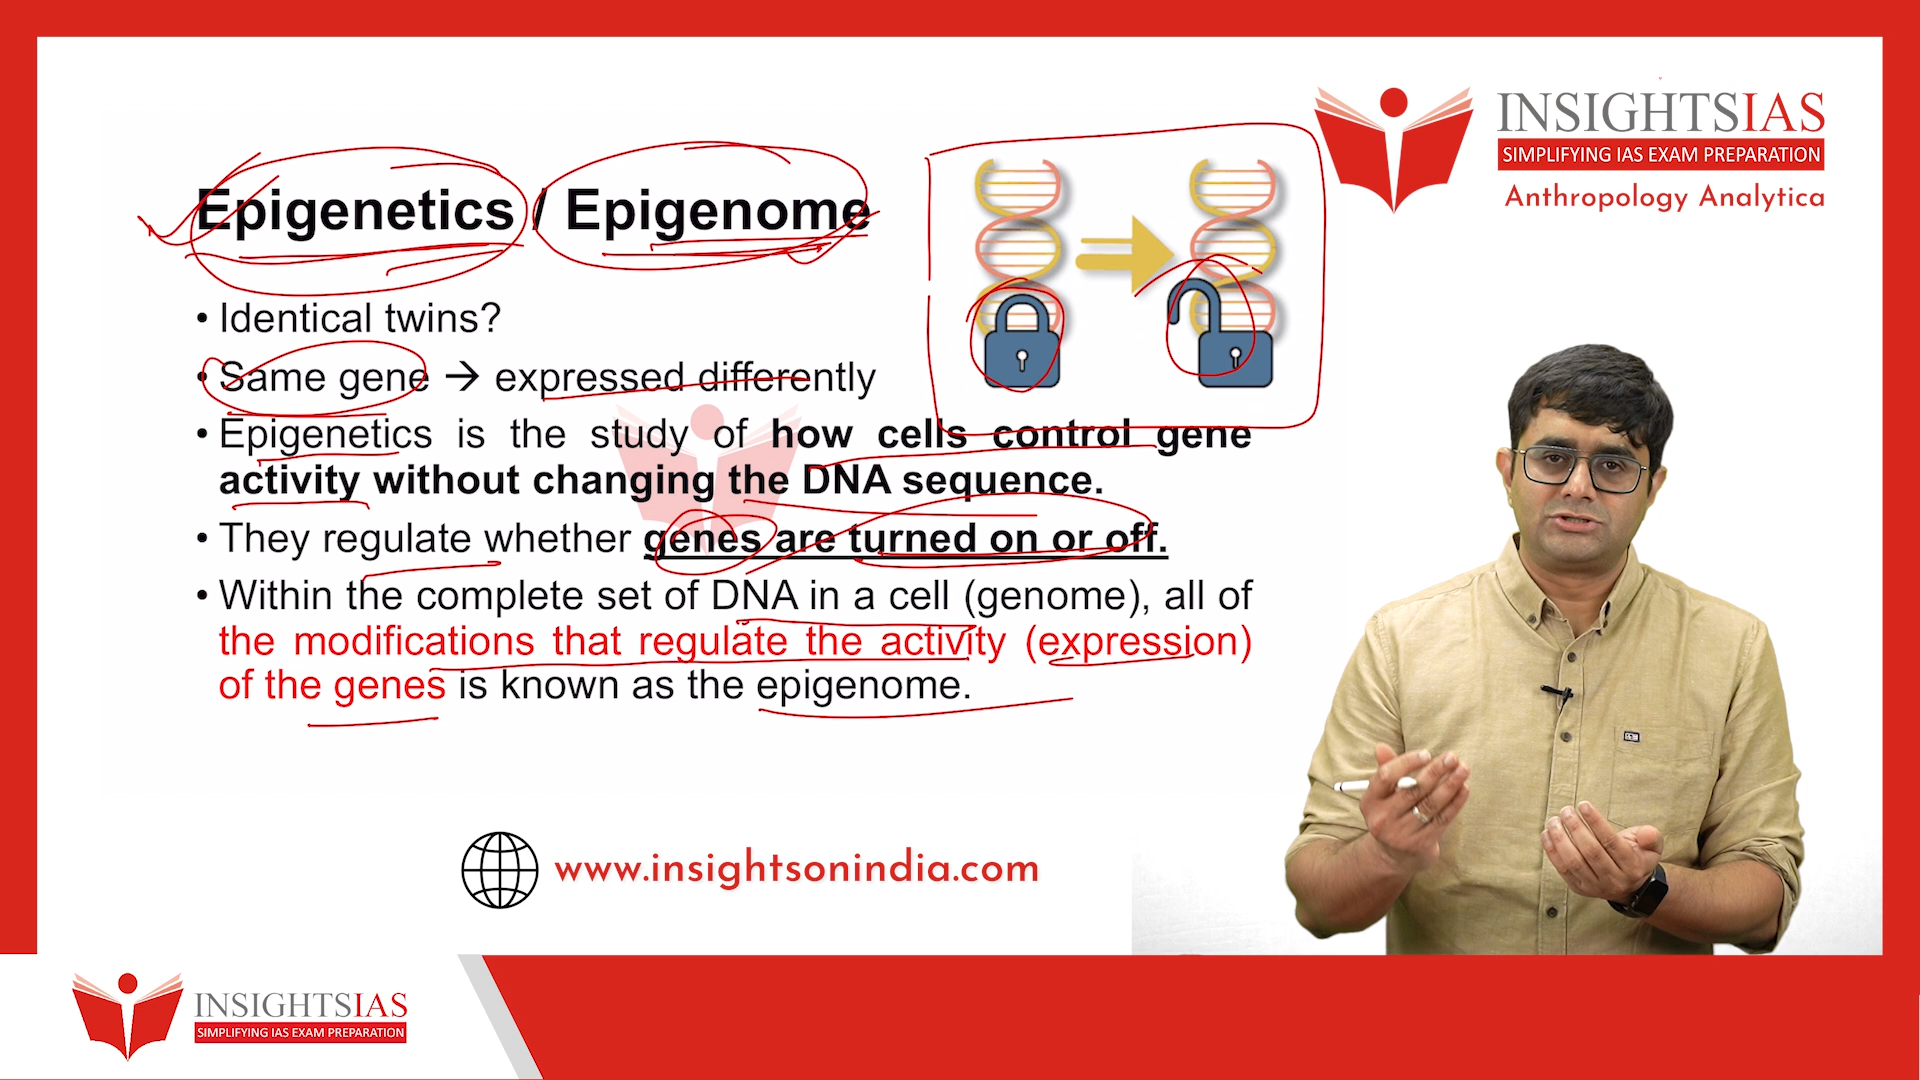 INSIGHTSIAS
SIMPLIFYING IAS EXAM PREPARATION
Anthropology Analytica
Epigenetics / Epigenome
• Identical twins?
• Same gene → expressed differently
• Epigenetics is the study of how cells control gene
activity without changing the DNA sequence.
• They regulate whether genes are turned on or off.
• Within the complete set of DNA in a cell (genome), all of
the modifications that regulate the activity (expression)
of the genes is known as the epigenome.
www.insightsonindia.com
INSIGHTSIAS
SIMPLIFYING IAS EXAM PREPARATION